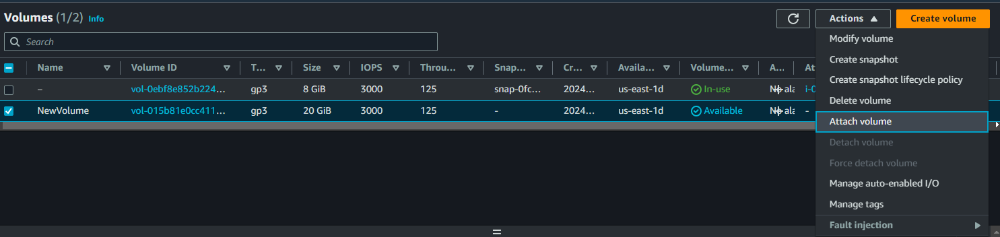 Volumes (1/2) Info
Actions
Create volume
Search
Name Volume ID T... Size IOPS Throu... Snap... Cr... Availa... Volume... A... At
– vol-0ebf8e852b224... gp3 8 GiB 3000 125 snap-0fc... 2024... us-east-1d In-use No ala i-0
NewVolume vol-015b81e0cc411... gp3 20 GiB 3000 125 - 2024... us-east-1d Available No ala -
Modify volume
Create snapshot
Create snapshot lifecycle policy
Delete volume
Attach volume
Detach volume
Force detach volume
Manage auto-enabled I/O
Manage tags
Fault injection